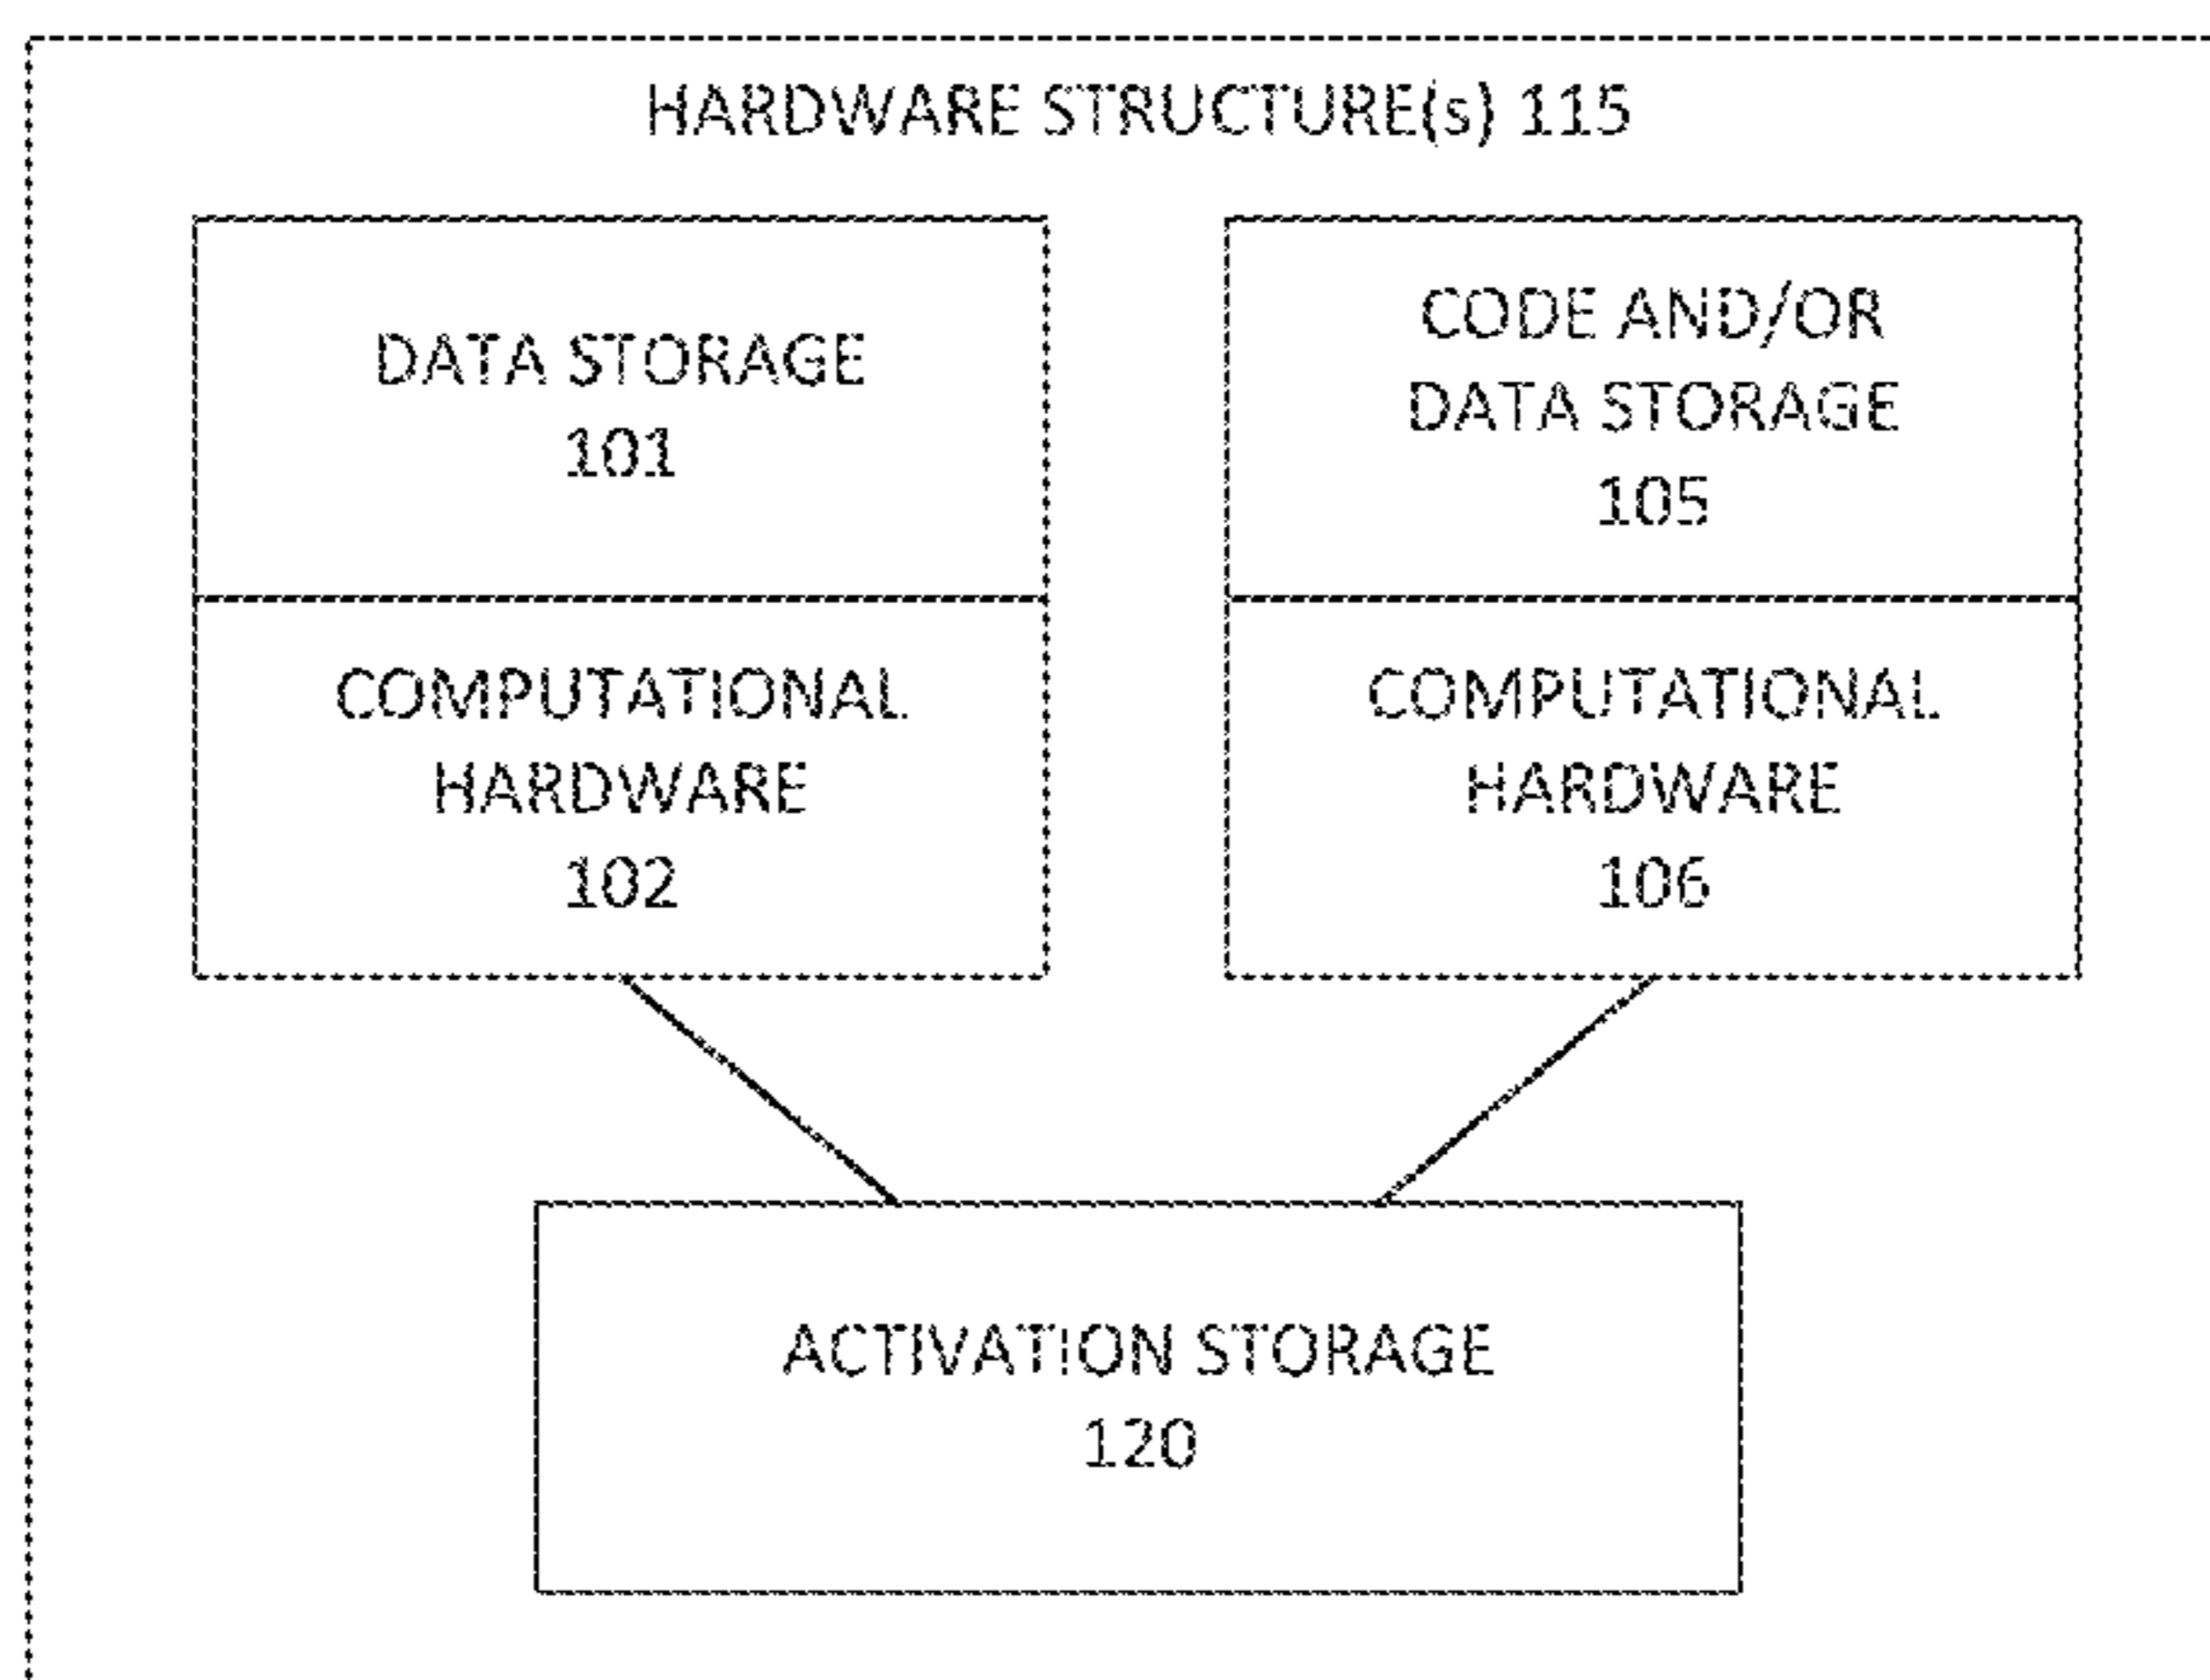 HARDWARE STRUCTURE(s) 115
DATA STORAGE
101
COMPUTATIONAL
HARDWARE
102
CODE AND/OR
DATA STORAGE
105
COMPUTATIONAL
HARDWARE
106
ACTIVATION STORAGE
120